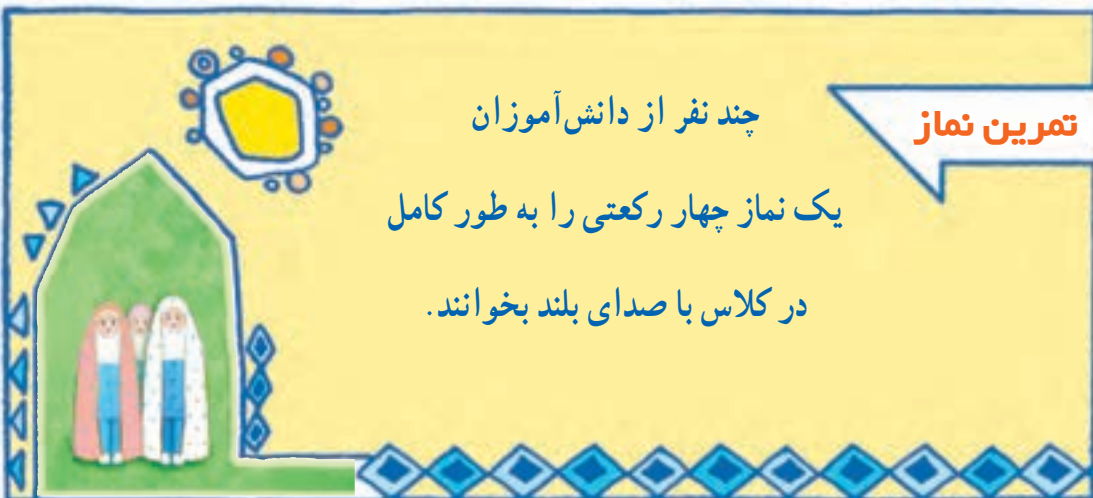 تمرین نماز
چند نفر از دانش‌آموزان
یک نماز چهار رکعتی را به طور کامل
در کلاس با صدای بلند بخوانند.